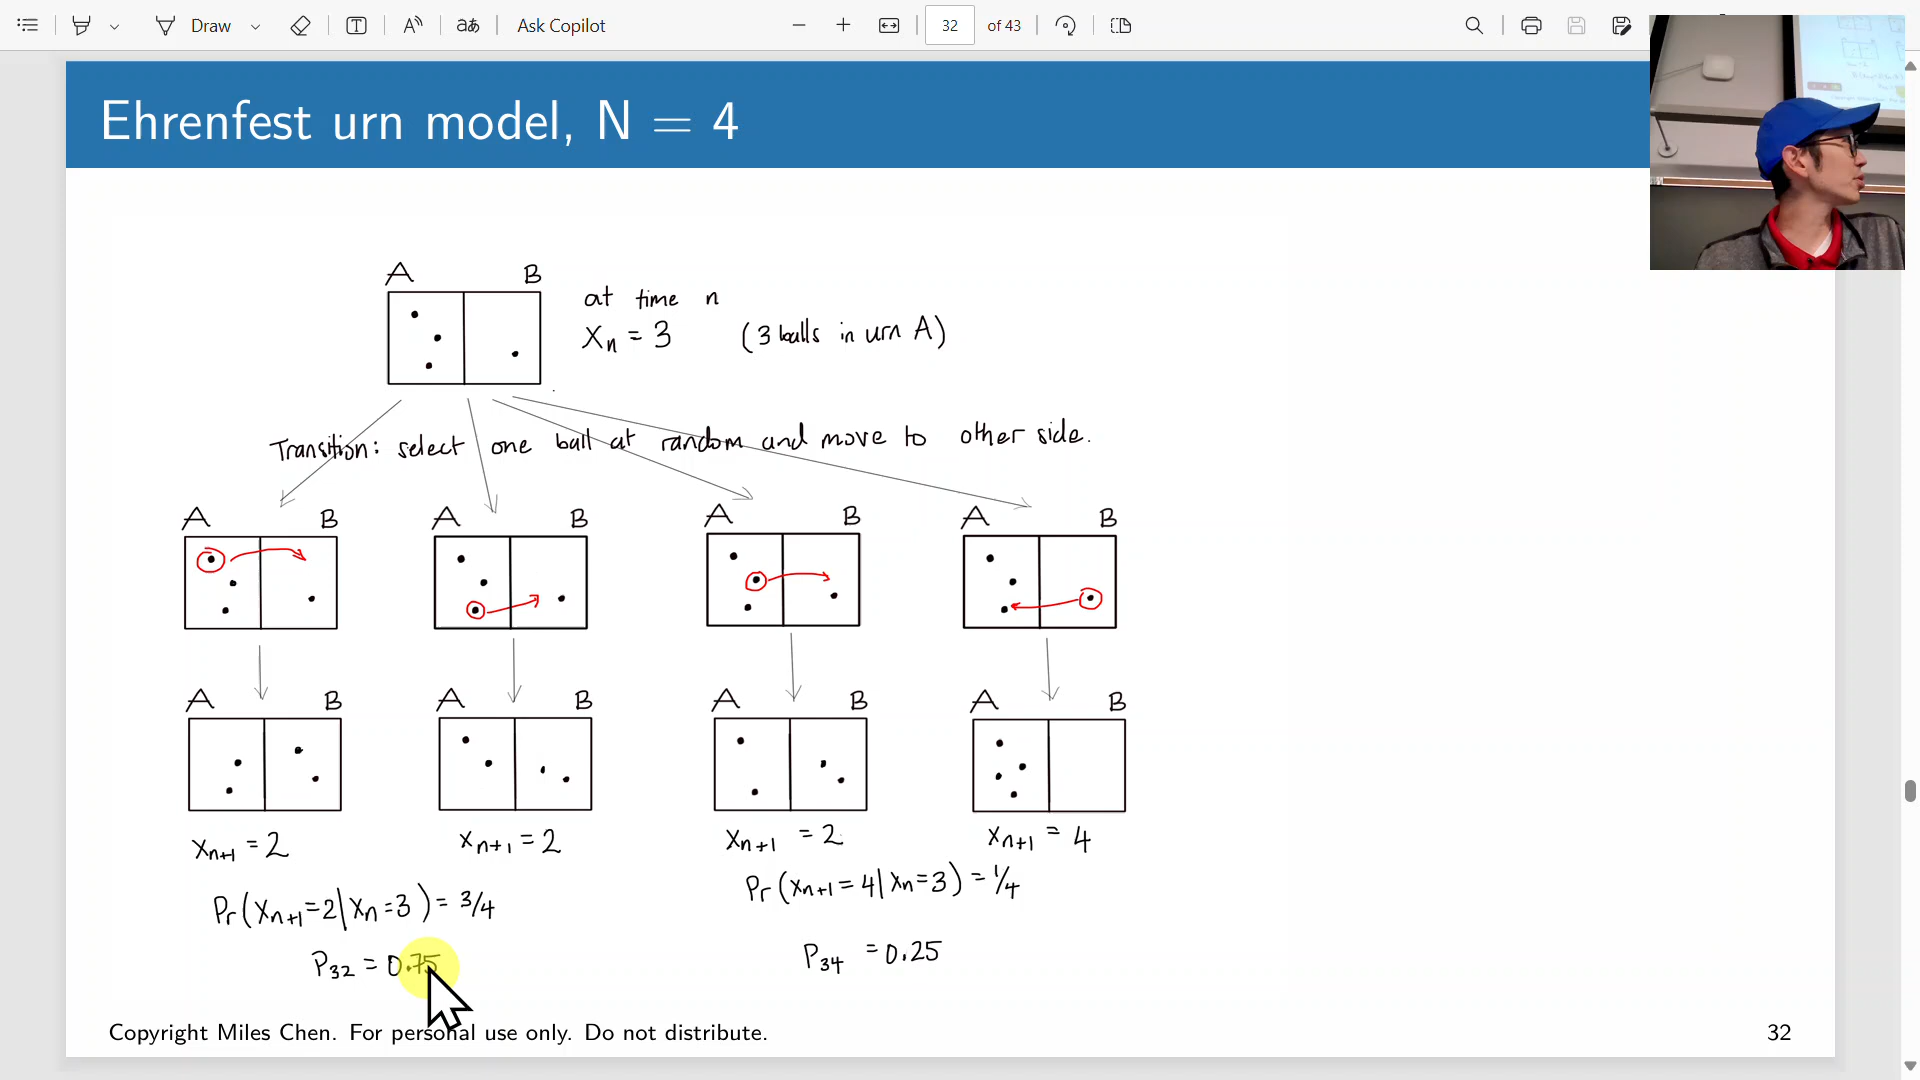 Draw
Ask Copilot
32 of 43
Ehrenfest urn model, N = 4
A B
at time n
Xn = 3 (3 balls in urn A)
Transition: select one ball at random and move to other side.
A B A B A B A B
A B A B A B A B
Xn+1 = 2 Xn+1 = 2 Xn+1 = 2 Xn+1 = 4
Pr(Xn+1=2|Xn=3) = 3/4 Pr(Xn+1=4|Xn=3) = 1/4
P32 = 0.75 P34 = 0.25
Copyright Miles Chen. For personal use only. Do not distribute.
32